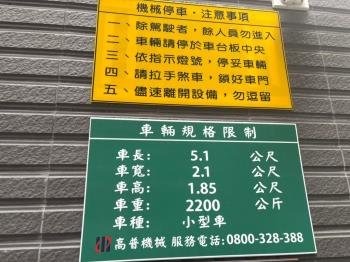 機械停車·注意事項
一、除駕駛者，餘人員勿進入
二、車輛請停於車台板中央
三、依指示燈號，停妥車輛
四、請拉手煞車，鎖好車門
五、儘速離開設備，勿逗留
車輛規格限制
車長: 5.1 公尺
車寬: 2.1 公尺
車高: 1.85 公尺
車重: 2200 公斤
車種: 小型車
高普機械 服務電話:0800-328-388